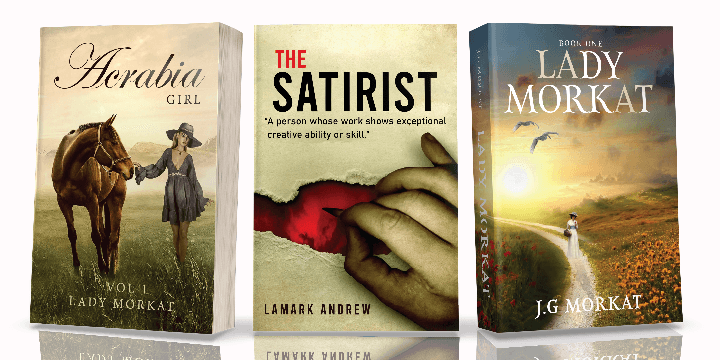 Acrabia
GIRL
VOL 1
LADY MORKAT
THE
SATIRIST
"A person whose work shows exceptional
creative ability or skill."
LAMARK ANDREW
J.G MORKAT
LADY MORKAT
BOOK ONE
LADY
MORKAT
J.G MORKAT